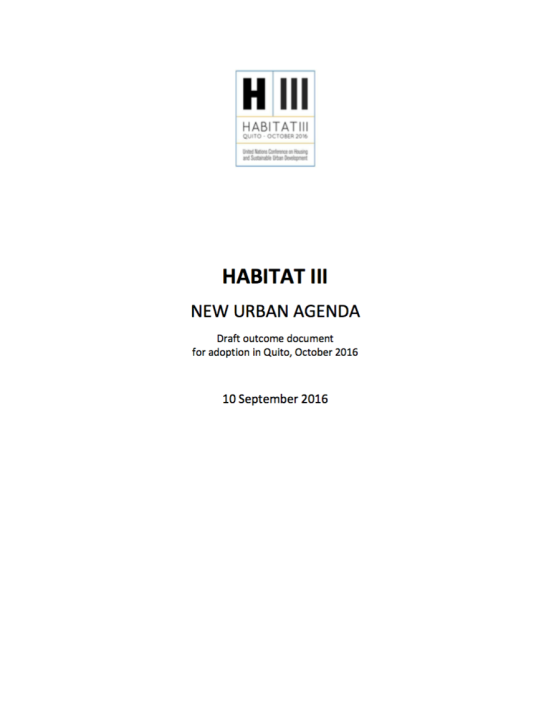 H III
HABITAT III
QUITO - OCTOBER 2016
United Nations Conference on Housing
and Sustainable Urban Development
HABITAT III
NEW URBAN AGENDA
Draft outcome document
for adoption in Quito, October 2016
10 September 2016